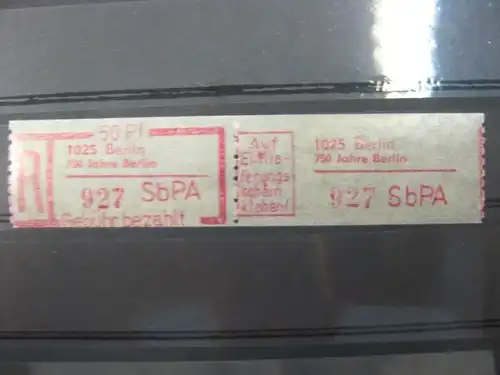 50 Pf
R
1025 Berlin
750 Jahre Berlin
927 SbPA
Gebühr bezahlt
Auf
Einlie-
ferungs-
schein
kleben!
1025 Berlin
750 Jahre Berlin
927 SbPA